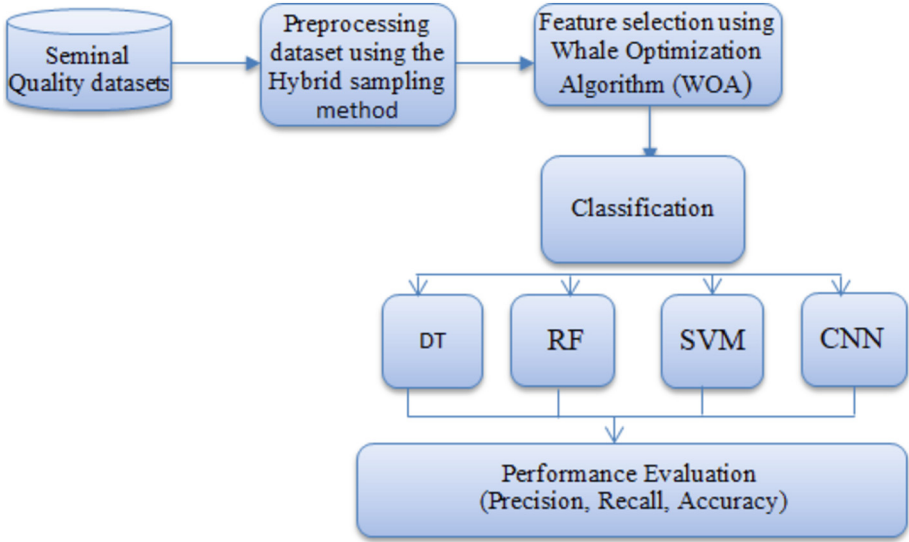 Seminal
Quality datasets
Preprocessing
dataset using the
Hybrid sampling
method
Feature selection using
Whale Optimization
Algorithm (WOA)
Classification
DT
RF
SVM
CNN
Performance Evaluation
(Precision, Recall, Accuracy)